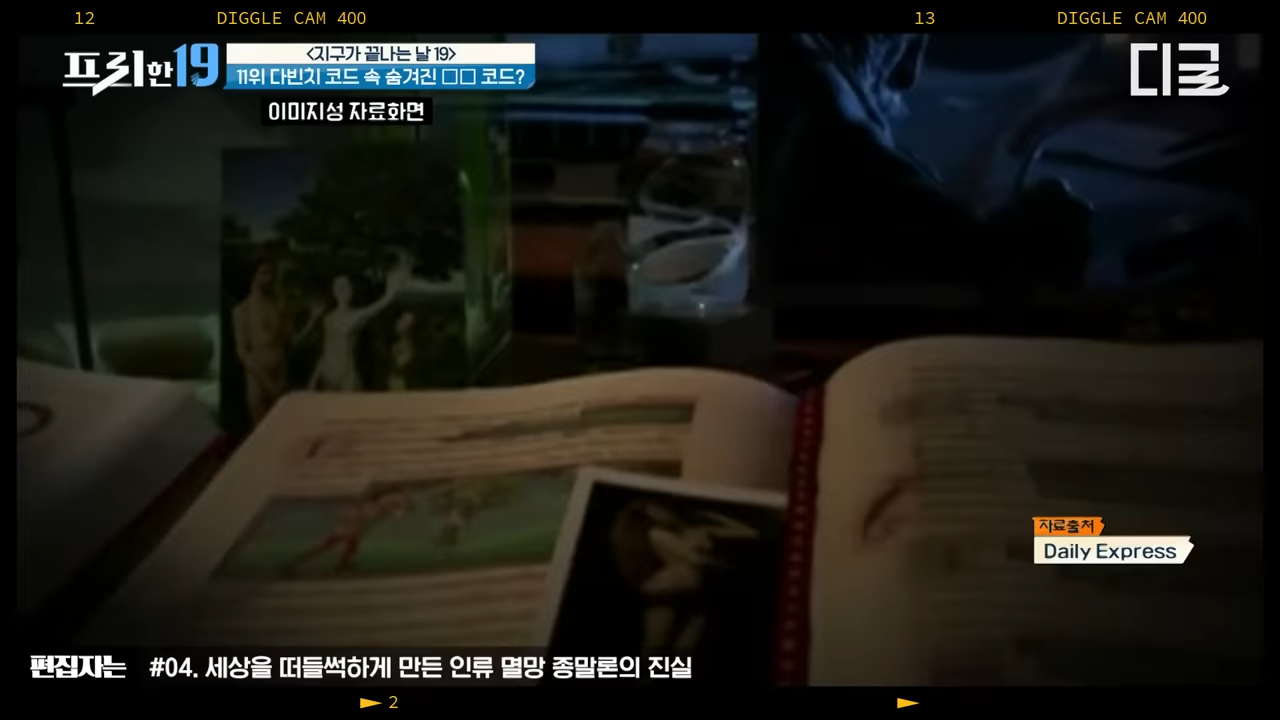 12 DIGGLE CAM 400 13 DIGGLE CAM 400
프리한19
<지구가 끝나는 날 19>
11위 다빈치 코드 속 숨겨진 □□ 코드?
디글
이미지성 자료화면
자료출처
Daily Express
편집자는 #04. 세상을 떠들썩하게 만든 인류 멸망 종말론의 진실
2